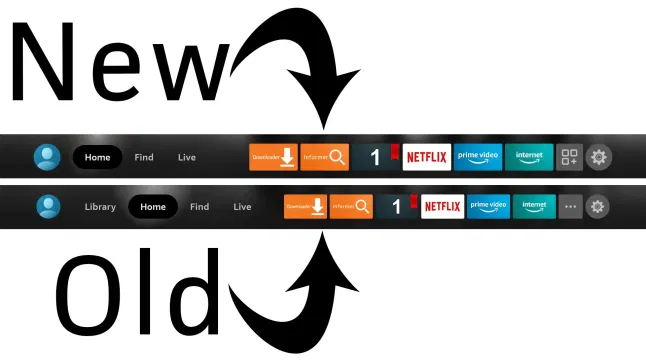 New
Home Find Live Downloader Informer 1 NETFLIX prime video internet
Library Home Find Live Downloader Informer 1 NETFLIX prime video internet ...
Old